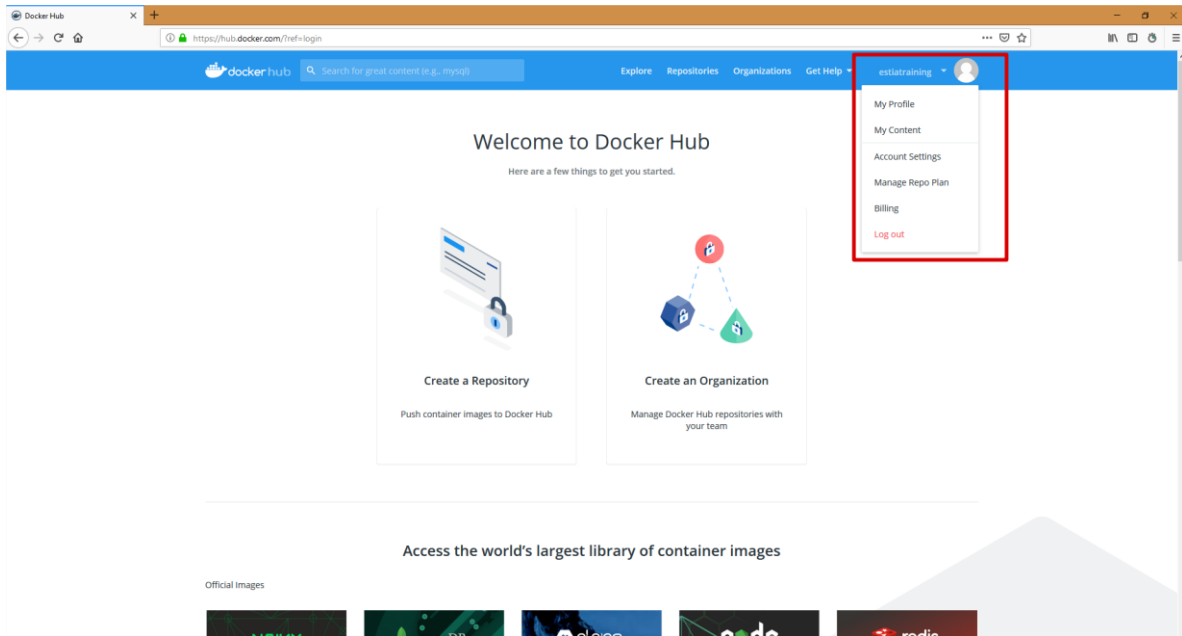 Docker Hub
https://hub.docker.com/?ref=login
docker hub
Search for great content (e.g., mysql)
Explore Repositories Organizations Get Help estiatraining
My Profile
My Content
Account Settings
Manage Repo Plan
Billing
Log out
Welcome to Docker Hub
Here are a few things to get you started.
Create a Repository
Push container images to Docker Hub
Create an Organization
Manage Docker Hub repositories with
your team
Access the world's largest library of container images
Official Images
redis